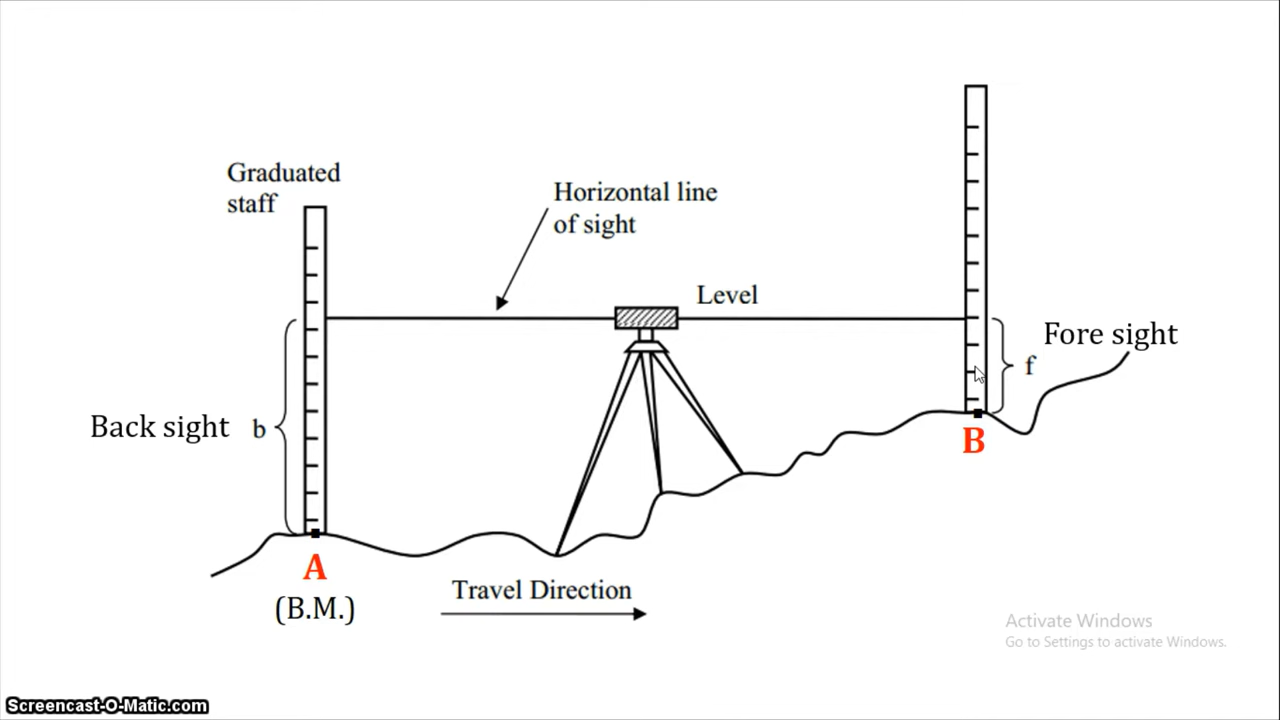 Graduated
staff
Horizontal line
of sight
Level
Fore sight
f
Back sight b
B
A
(B.M.)
Travel Direction
Activate Windows
Go to Settings to activate Windows.
Screencast-O-Matic.com